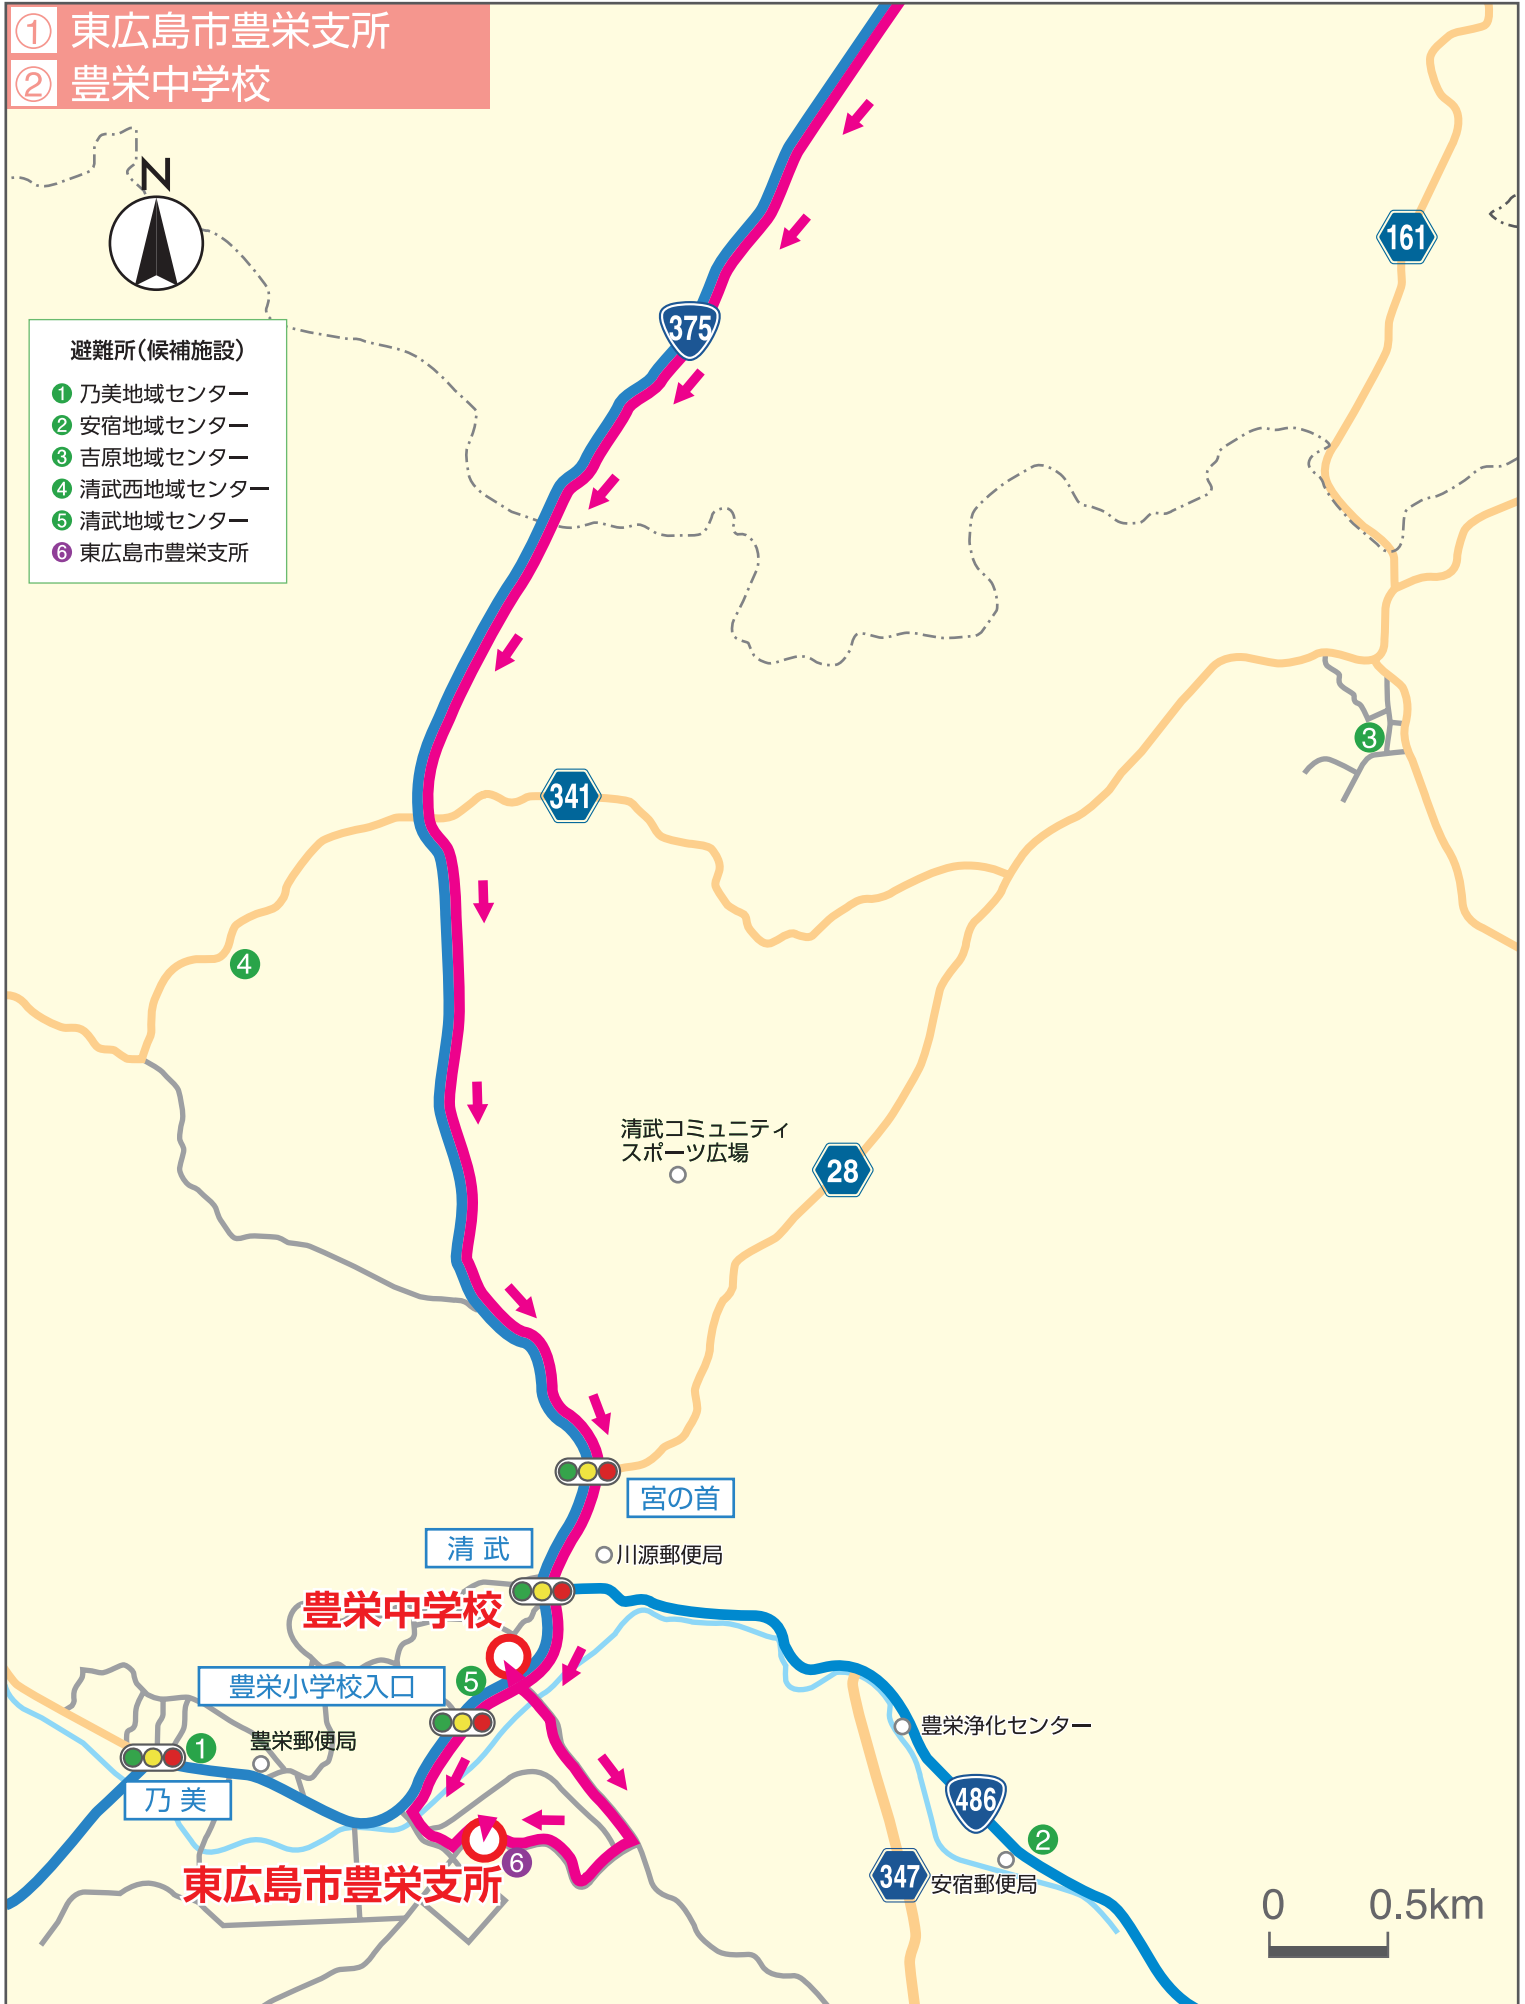 ① 東広島市豊栄支所
② 豊栄中学校
N
避難所(候補施設)
1 乃美地域センター
2 安宿地域センター
3 吉原地域センター
4 清武西地域センター
5 清武地域センター
6 東広島市豊栄支所
161
375
3
341
4
清武コミュニティ
スポーツ広場
28
宮の首
清武
川源郵便局
豊栄中学校
5
豊栄小学校入口
豊栄郵便局
1
乃美
豊栄浄化センター
486
2
6
東広島市豊栄支所
347
安宿郵便局
0 0.5km